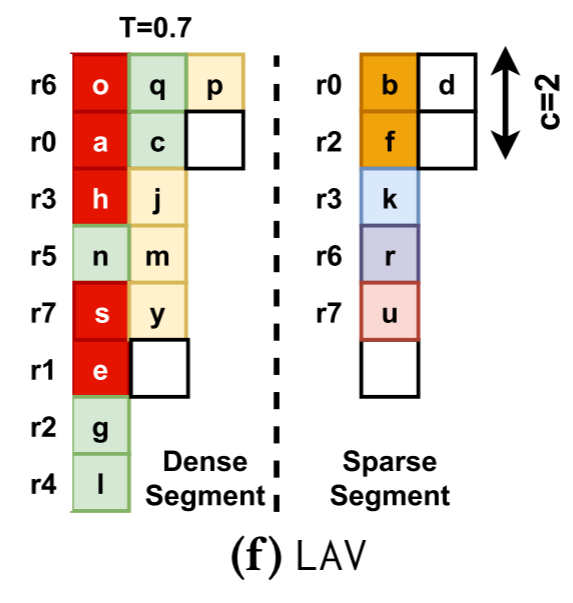 T=0.7
r6 o q p r0 b d
r0 a c r2 f
c=2
r3 h j r3 k
r5 n m r6 r
r7 s y r7 u
r1 e
r2 g
r4 l
Dense Segment
Sparse Segment
(f) LAV